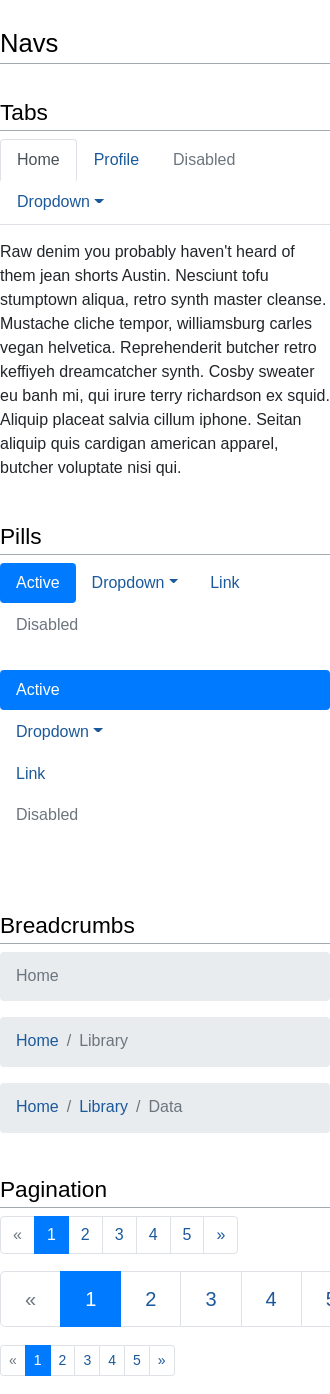 Navs
Tabs
Home Profile Disabled
Dropdown
Raw denim you probably haven't heard of
them jean shorts Austin. Nesciunt tofu
stumptown aliqua, retro synth master cleanse.
Mustache cliche tempor, williamsburg carles
vegan helvetica. Reprehenderit butcher retro
keffiyeh dreamcatcher synth. Cosby sweater
eu banh mi, qui irure terry richardson ex squid.
Aliquip placeat salvia cillum iphone. Seitan
aliquip quis cardigan american apparel,
butcher voluptate nisi qui.
Pills
Active Dropdown Link
Disabled
Active
Dropdown
Link
Disabled
Breadcrumbs
Home
Home / Library
Home / Library / Data
Pagination
« 1 2 3 4 5 »
« 1 2 3 4 5
« 1 2 3 4 5 »